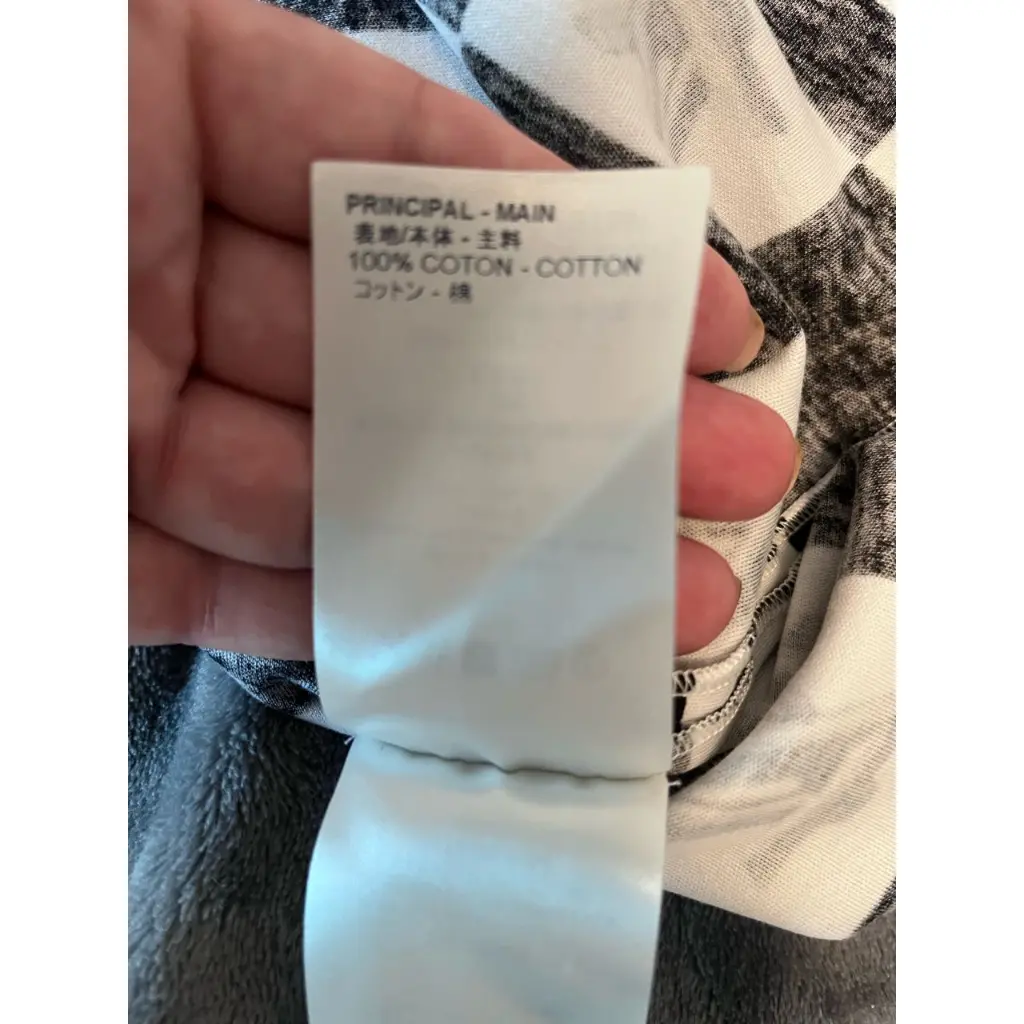 PRINCIPAL - MAIN
表地/本体 - 主料
100% COTON - COTTON
コットン - 棉